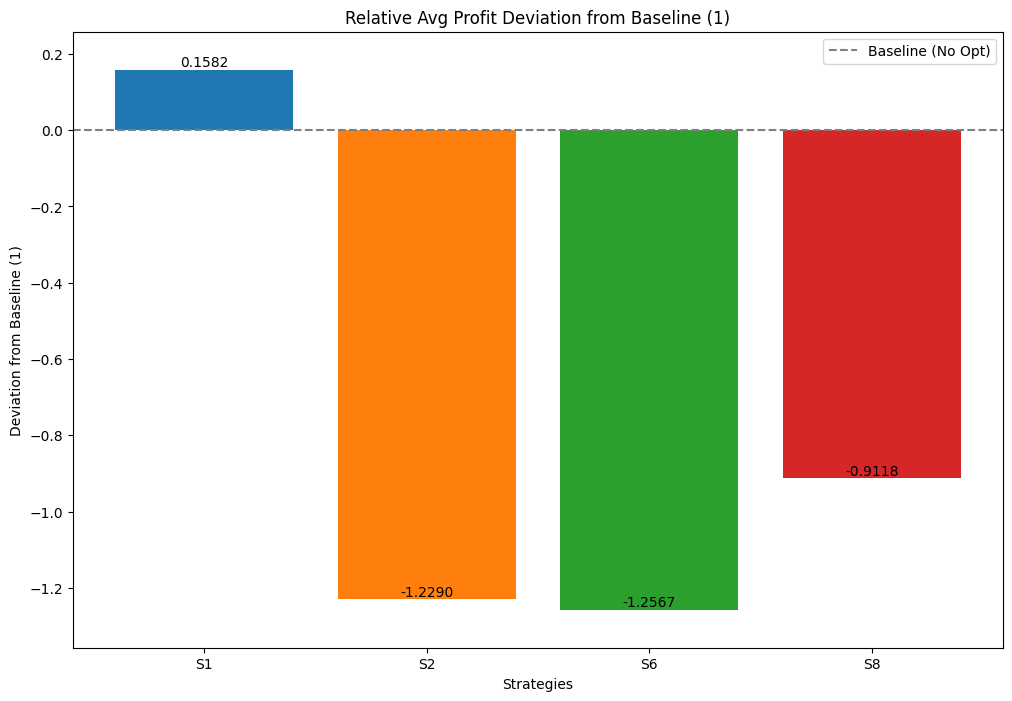 Relative Avg Profit Deviation from Baseline (1)
Baseline (No Opt)
0.2
0.0
−0.2
−0.4
−0.6
−0.8
−1.0
−1.2
Deviation from Baseline (1)
0.1582
-1.2290
-1.2567
-0.9118
S1
S2
S6
S8
Strategies